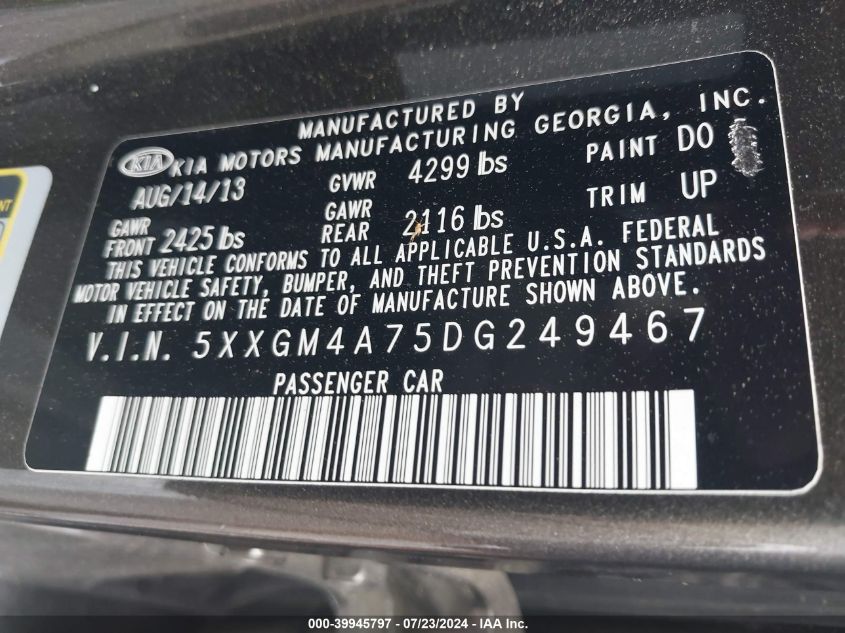 MANUFACTURED BY
KIA KIA MOTORS MANUFACTURING GEORGIA, INC.
AUG/14/13 GVWR 4299 lbs PAINT DO
GAWR FRONT 2425 lbs GAWR REAR 2116 lbs TRIM UP
THIS VEHICLE CONFORMS TO ALL APPLICABLE U.S.A. FEDERAL
MOTOR VEHICLE SAFETY, BUMPER, AND THEFT PREVENTION STANDARDS
IN EFFECT ON THE DATE OF MANUFACTURE SHOWN ABOVE.
V.I.N. 5XXGM4A75DG249467
PASSENGER CAR
000-39945797 - 07/23/2024 - IAA Inc.